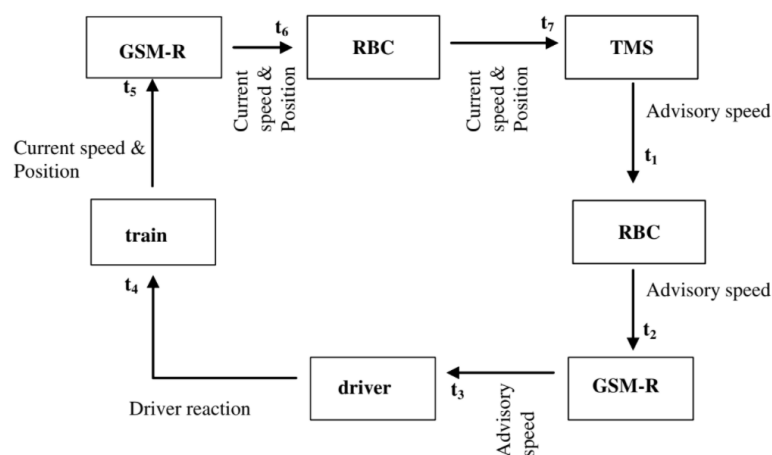 GSM-R
t6
RBC
t7
TMS
t5
Current
speed &
Position
Current
speed &
Position
Advisory speed
Current speed &
Position
t1
train
RBC
t4
Advisory speed
t2
driver
t3
GSM-R
Driver reaction
Advisory
speed